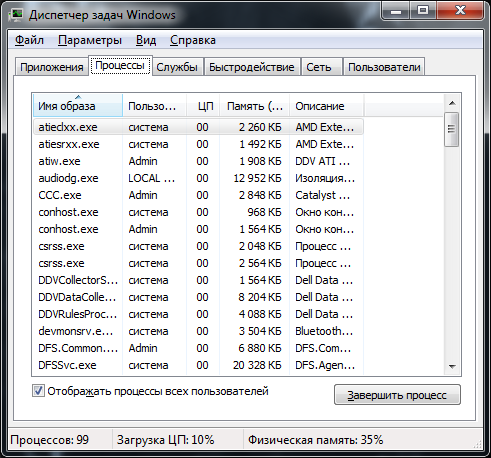 Диспетчер задач Windows
Файл Параметры Вид Справка
Приложения Процессы Службы Быстродействие Сеть Пользователи
Имя образа Пользо... ЦП Память (... Описание
atieclxx.exe система 00 2 260 КБ AMD Exte...
atiesrxx.exe система 00 1 492 КБ AMD Exte...
atiw.exe Admin 00 1 908 КБ DDV ATI ...
audiodg.exe LOCAL ... 00 12 952 КБ Изоляция...
CCC.exe Admin 00 2 848 КБ Catalyst ...
conhost.exe система 00 968 КБ Окно кон...
conhost.exe Admin 00 1 564 КБ Окно кон...
csrss.exe система 00 2 048 КБ Процесс ...
csrss.exe система 00 2 564 КБ Процесс ...
DDVCollectorS... система 00 1 564 КБ Dell Data ...
DDVDataColle... система 00 8 204 КБ Dell Data ...
DDVRulesProc... система 00 4 088 КБ Dell Data ...
devmonsrv.e... система 00 3 504 КБ Bluetooth...
DFS.Common.... Admin 00 6 880 КБ DFS.Com...
DFSSvc.exe система 00 20 328 КБ DFS.Agen...
Отображать процессы всех пользователей
Завершить процесс
Процессов: 99 Загрузка ЦП: 10% Физическая память: 35%